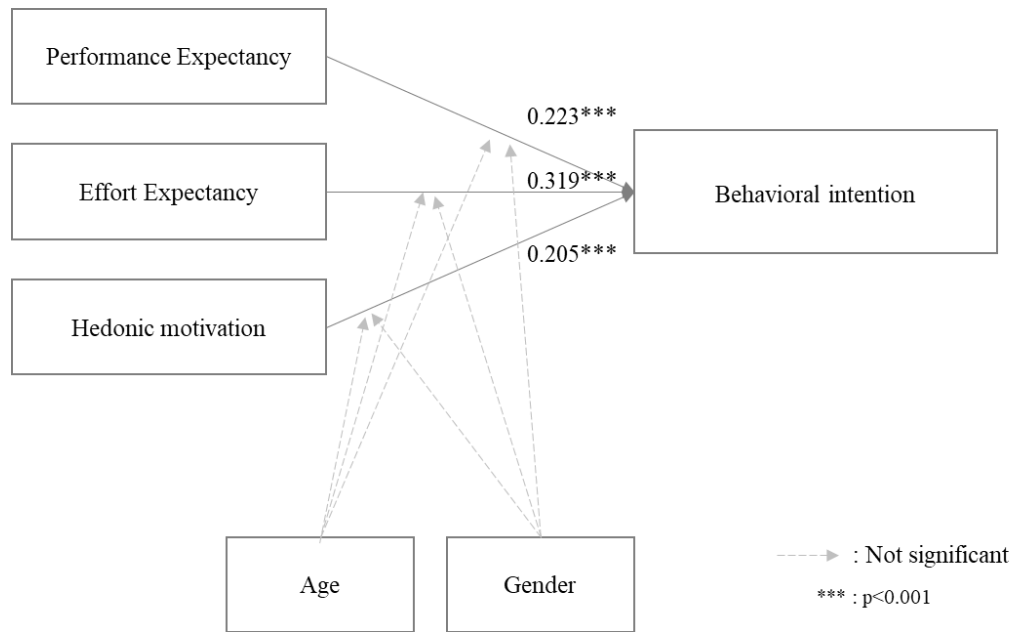 Performance Expectancy
0.223***
Effort Expectancy
0.319***
Behavioral intention
0.205***
Hedonic motivation
Age
Gender
: Not significant
*** : p<0.001